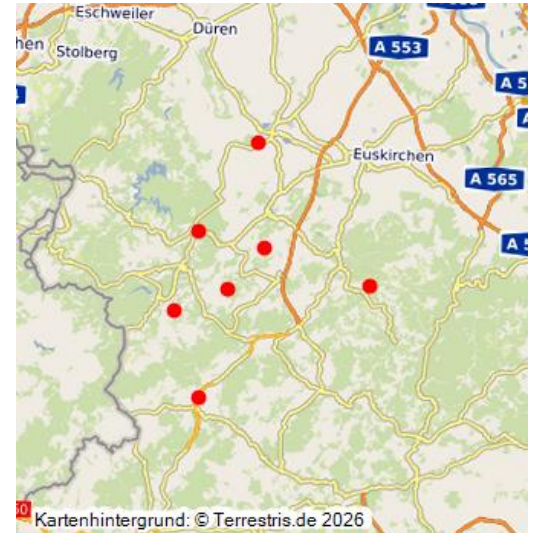 Eschweiler
Düren
hen
Stolberg
A 553
A 5
Euskirchen
A 565
A 5
Kartenhintergrund: © Terrestris.de 2026